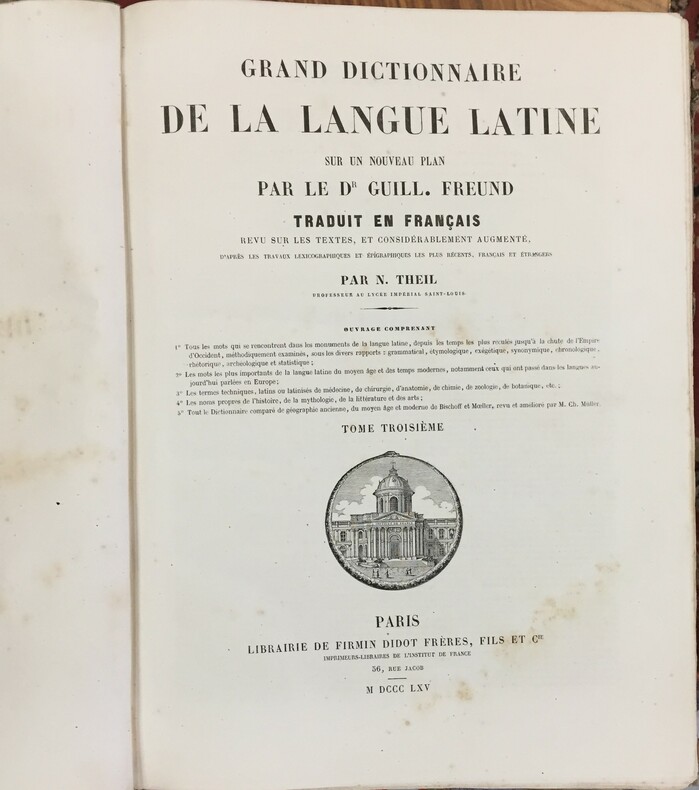 GRAND DICTIONNAIRE
DE LA LANGUE LATINE
SUR UN NOUVEAU PLAN
PAR LE Dr GUILL. FREUND
TRADUIT EN FRANÇAIS
REVU SUR LES TEXTES, ET CONSIDÉRABLEMENT AUGMENTÉ,
D'APRÈS LES TRAVAUX LEXICOGRAPHIQUES ET ÉPIGRAPHIQUES LES PLUS RÉCENTS, FRANÇAIS ET ÉTRANGERS
PAR N. THEIL
PROFESSEUR AU LYCÉE IMPÉRIAL SAINT-LOUIS.
OUVRAGE COMPRENANT
1° Tous les mots qui se rencontrent dans les monuments de la langue latine, depuis les temps les plus reculés jusqu'à la chute de l'Empire
d'Occident, méthodiquement examinés, sous les divers rapports : grammatical, étymologique, exégétique, synonymique, chronologique,
rhétorique, archéologique et statistique ;
2° Les mots les plus importants de la langue latine du moyen âge et des temps modernes, notamment ceux qui ont passé dans les langues au-
jourd'hui parlées en Europe ;
3° Les termes techniques, latins ou latinisés de médecine, de chirurgie, d'anatomie, de chimie, de zoologie, de botanique, etc. ;
4° Les noms propres de l'histoire, de la mythologie, de la littérature et des arts ;
5° Tout le Dictionnaire comparé de géographie ancienne, du moyen âge et moderne de Bischoff et Mœller, revu et amélioré par M. Ch. Müller.
TOME TROISIÈME
PARIS
LIBRAIRIE DE FIRMIN DIDOT FRÈRES, FILS ET Cie
IMPRIMEURS-LIBRAIRES DE L'INSTITUT DE FRANCE
56, RUE JACOB
M DCCC LXV